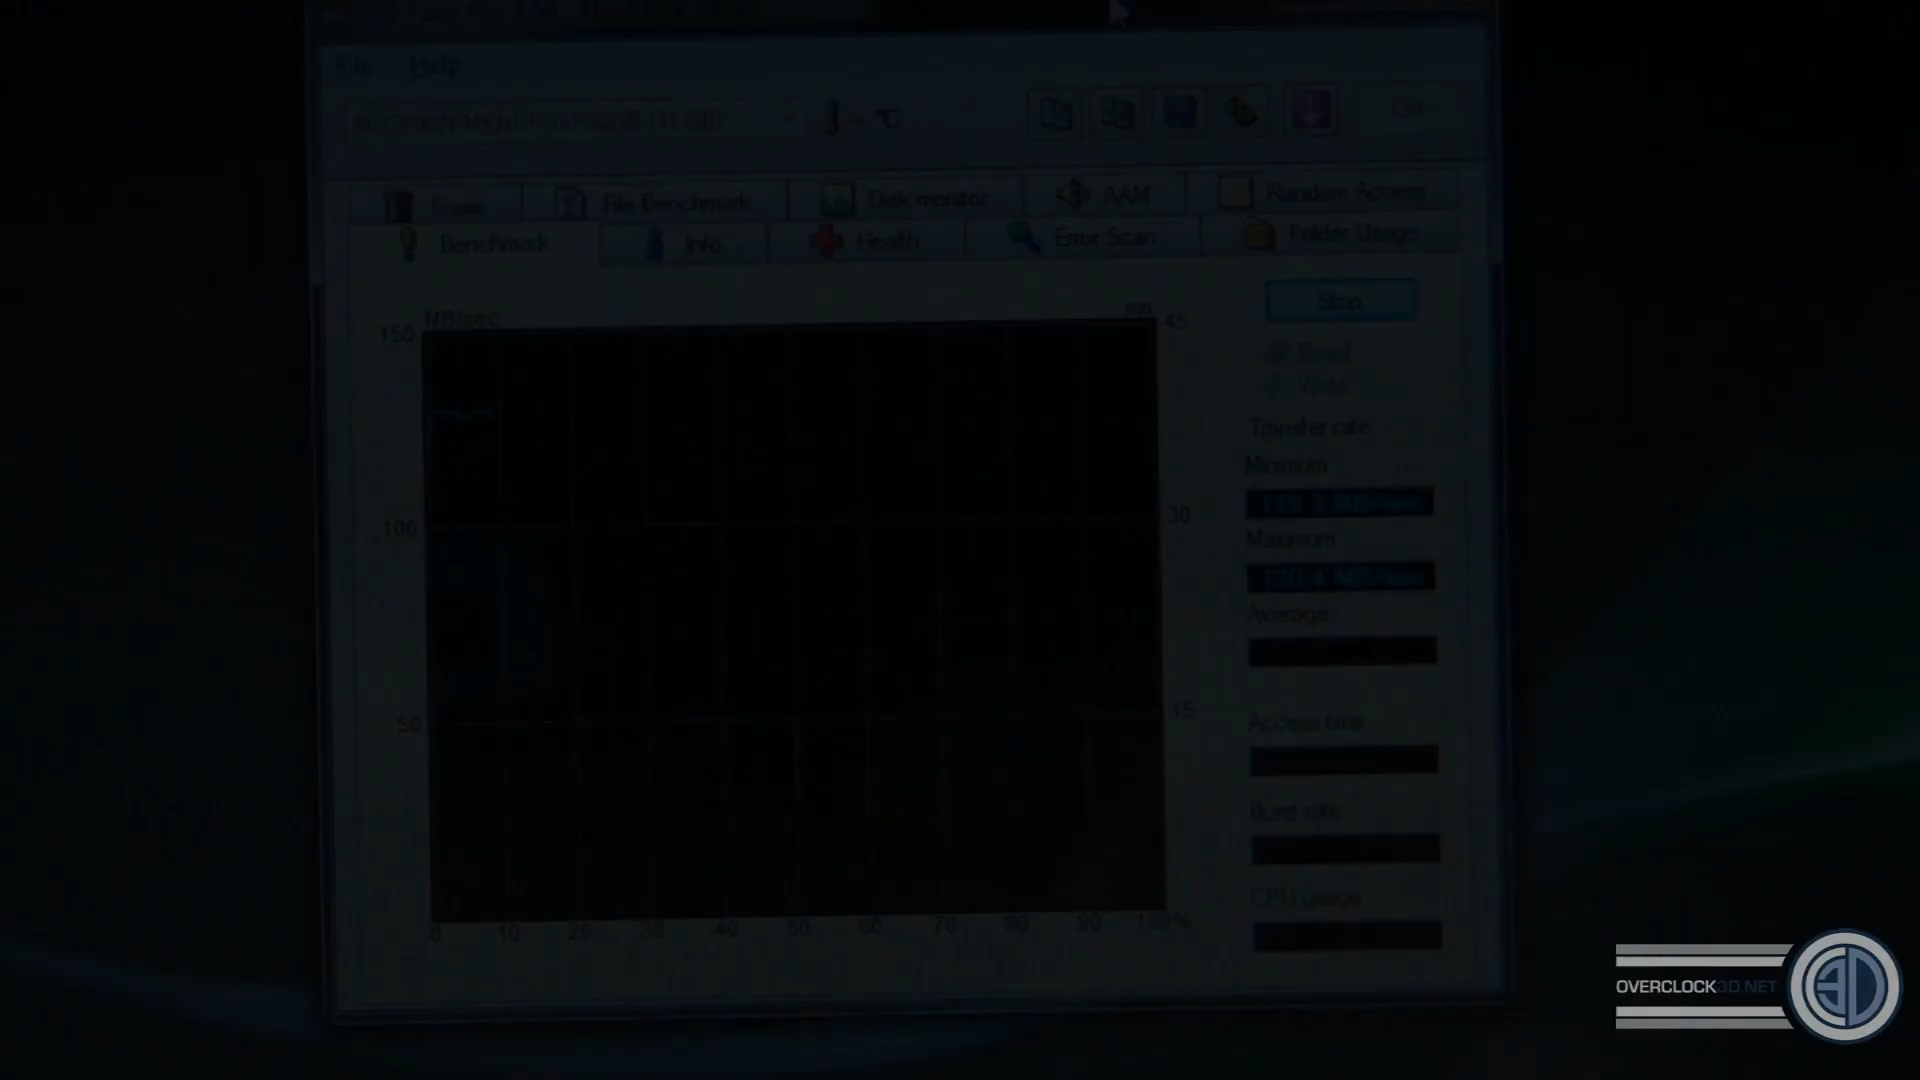 File Help
°C
Exit
Erase File Benchmark Disk monitor AAM Random Access
Benchmark Info Health Error Scan Folder Usage
MB/sec ms
150 45
Stop
Read
Write
Transfer rate
Minimum
100 30
Maximum
Average
50 15
Access time
Burst rate
CPU usage
0 10 20 30 40 50 60 70 80 90 100%
OVERCLOCK3D.NET
3D